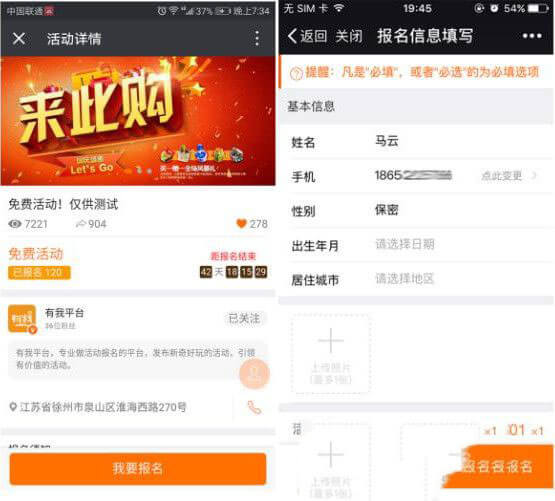 中国联通
37% 晚上7:34
活动详情
来此购
Let's Go
免费活动！仅供测试
7221
904
278
免费活动
距报名结束
已报名 120
42 天 18 15 29
有我平台
36位粉丝
已关注
有我平台，专业做活动报名的平台，发布新奇好玩的活动，引领
有价值的活动。
江苏省徐州市泉山区淮海西路270号
我要报名
无 SIM 卡
19:45
54%
返回 关闭 报名信息填写
提醒：凡是"必填"，或者"必选"的为必填选项
基本信息
姓名 马云
手机 1865
点此变更
性别 保密
出生年月 请选择日期
居住城市 请选择地区
上传照片
(最多1张)
上传照片
(最多1张)
×1
01 ×1
报名